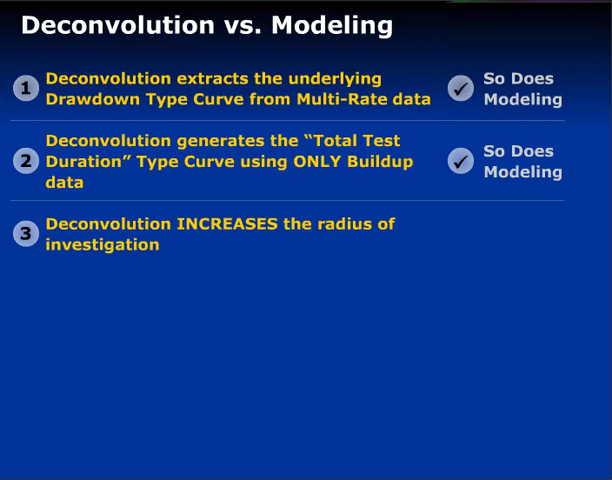 Deconvolution vs. Modeling
1
Deconvolution extracts the underlying
Drawdown Type Curve from Multi-Rate data
So Does
Modeling
2
Deconvolution generates the “Total Test
Duration” Type Curve using ONLY Buildup
data
So Does
Modeling
3
Deconvolution INCREASES the radius of
investigation